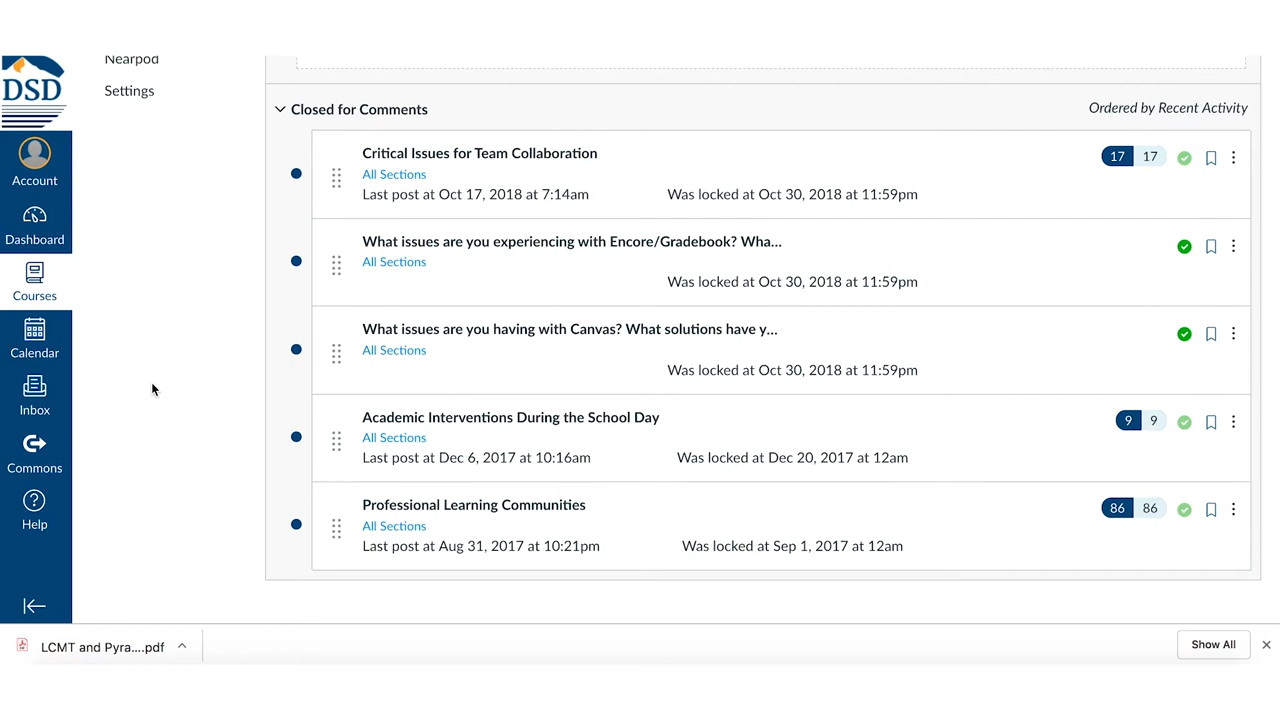 Nearpod
Settings
DSD
Account
Dashboard
Courses
Calendar
Inbox
Commons
Help
Closed for Comments
Ordered by Recent Activity
Critical Issues for Team Collaboration
17 17
All Sections
Last post at Oct 17, 2018 at 7:14am Was locked at Oct 30, 2018 at 11:59pm
What issues are you experiencing with Encore/Gradebook? Wha...
All Sections
Was locked at Oct 30, 2018 at 11:59pm
What issues are you having with Canvas? What solutions have y...
All Sections
Was locked at Oct 30, 2018 at 11:59pm
Academic Interventions During the School Day
9 9
All Sections
Last post at Dec 6, 2017 at 10:16am Was locked at Dec 20, 2017 at 12am
Professional Learning Communities
86 86
All Sections
Last post at Aug 31, 2017 at 10:21pm Was locked at Sep 1, 2017 at 12am
LCMT and Pyra....pdf
Show All